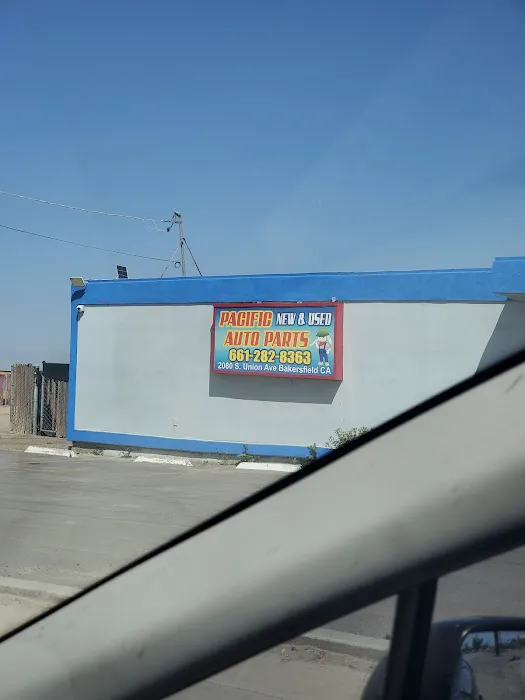 PACIFIC NEW & USED
AUTO PARTS
661-282-8363
2080 S. Union Ave Bakersfield CA